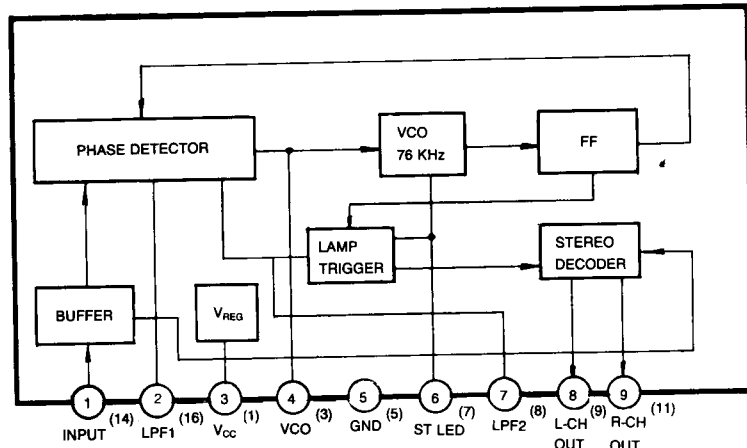 PHASE DETECTOR
VCO
76 KHz
FF
LAMP
TRIGGER
STEREO
DECODER
BUFFER
VREG
1 2 3 4 5 6 7 8 9
(14) (16) (1) (3) (5) (7) (8) (9) (11)
INPUT LPF1 VCC VCO GND ST LED LPF2 L-CH R-CH
OUT OUT